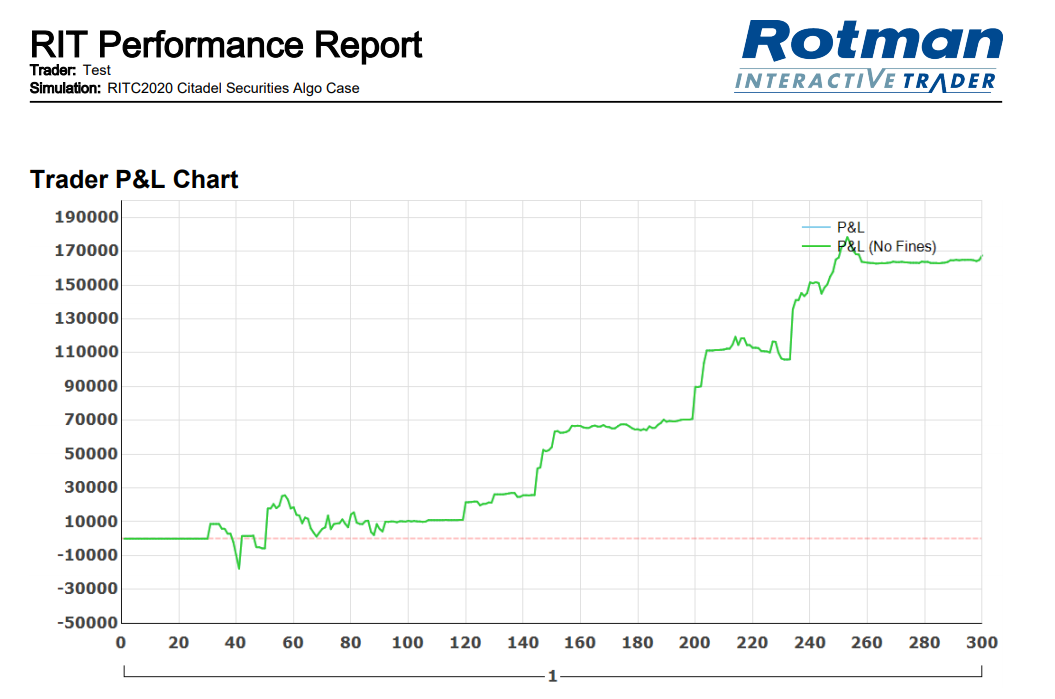 RIT Performance Report
Trader: Test
Simulation: RITC2020 Citadel Securities Algo Case
Rotman
INTERACTIVE TRADER
Trader P&L Chart
190000
170000
150000
130000
110000
90000
70000
50000
30000
10000
-10000
-30000
-50000
P&L
P&L (No Fines)
0 20 40 60 80 100 120 140 160 180 200 220 240 260 280 300
1